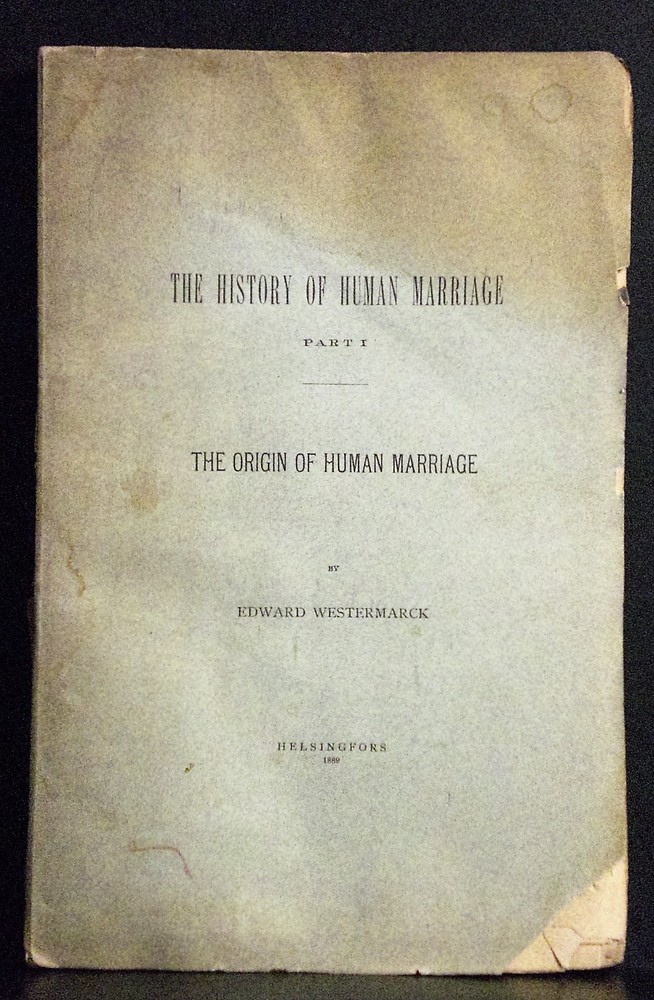 THE HISTORY OF HUMAN MARRIAGE
PART I
THE ORIGIN OF HUMAN MARRIAGE
BY
EDWARD WESTERMARCK
HELSINGFORS
1889